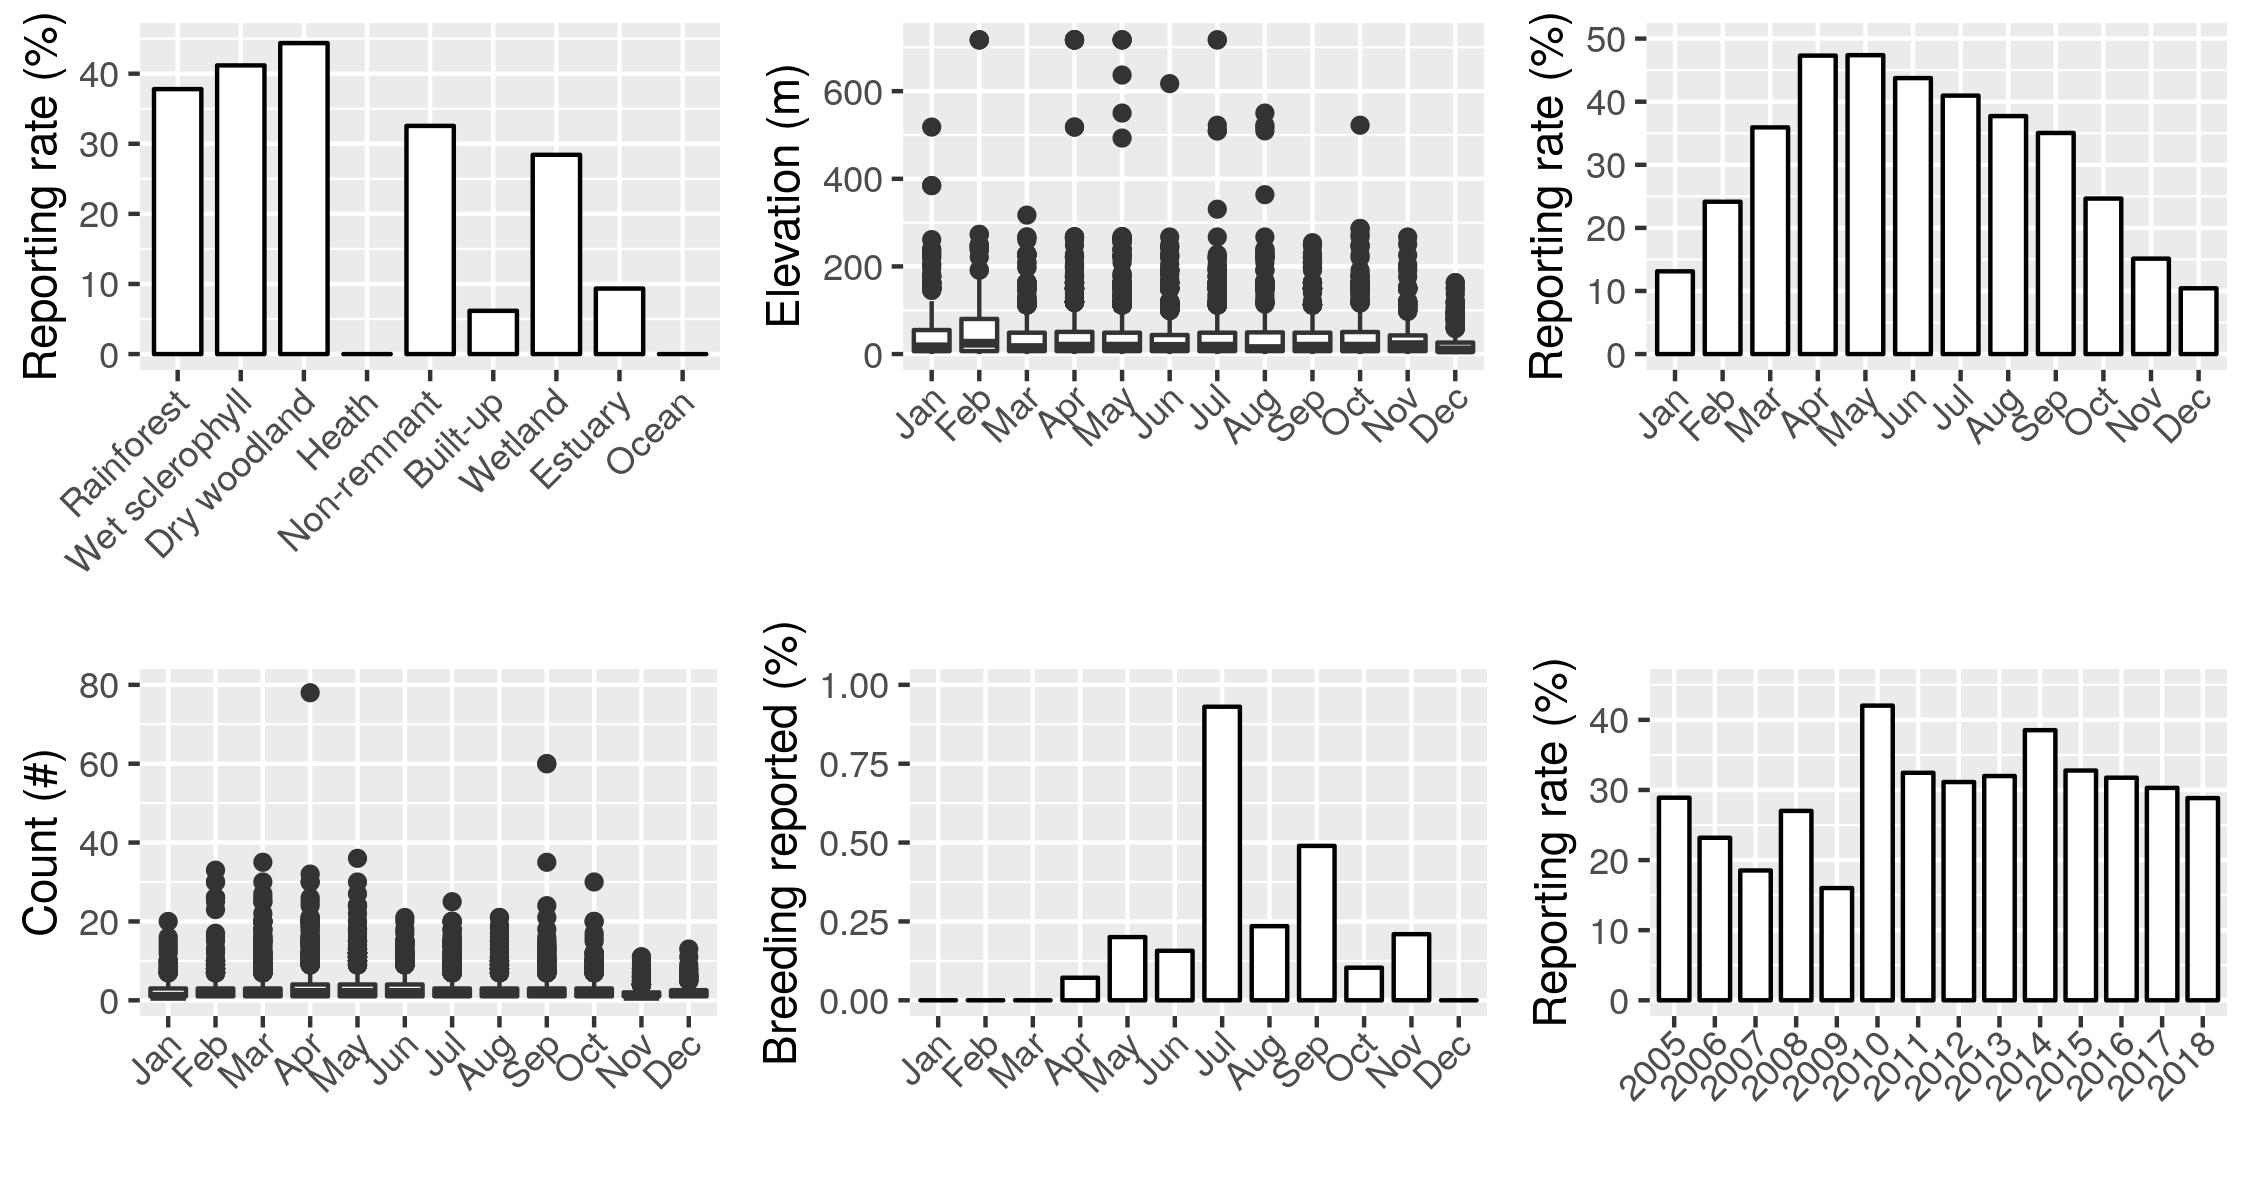 Reporting rate (%)
40
30
20
10
0
Rainforest
Wet sclerophyll
Dry woodland
Heath
Non-remnant
Built-up
Wetland
Estuary
Ocean
Elevation (m)
600
400
200
0
Jan
Feb
Mar
Apr
May
Jun
Jul
Aug
Sep
Oct
Nov
Dec
Reporting rate (%)
50
40
30
20
10
0
Jan
Feb
Mar
Apr
May
Jun
Jul
Aug
Sep
Oct
Nov
Dec
Count (#)
80
60
40
20
0
Jan
Feb
Mar
Apr
May
Jun
Jul
Aug
Sep
Oct
Nov
Dec
Breeding reported (%)
1.00
0.75
0.50
0.25
0.00
Jan
Feb
Mar
Apr
May
Jun
Jul
Aug
Sep
Oct
Nov
Dec
Reporting rate (%)
40
30
20
10
0
2005
2006
2007
2008
2009
2010
2011
2012
2013
2014
2015
2016
2017
2018